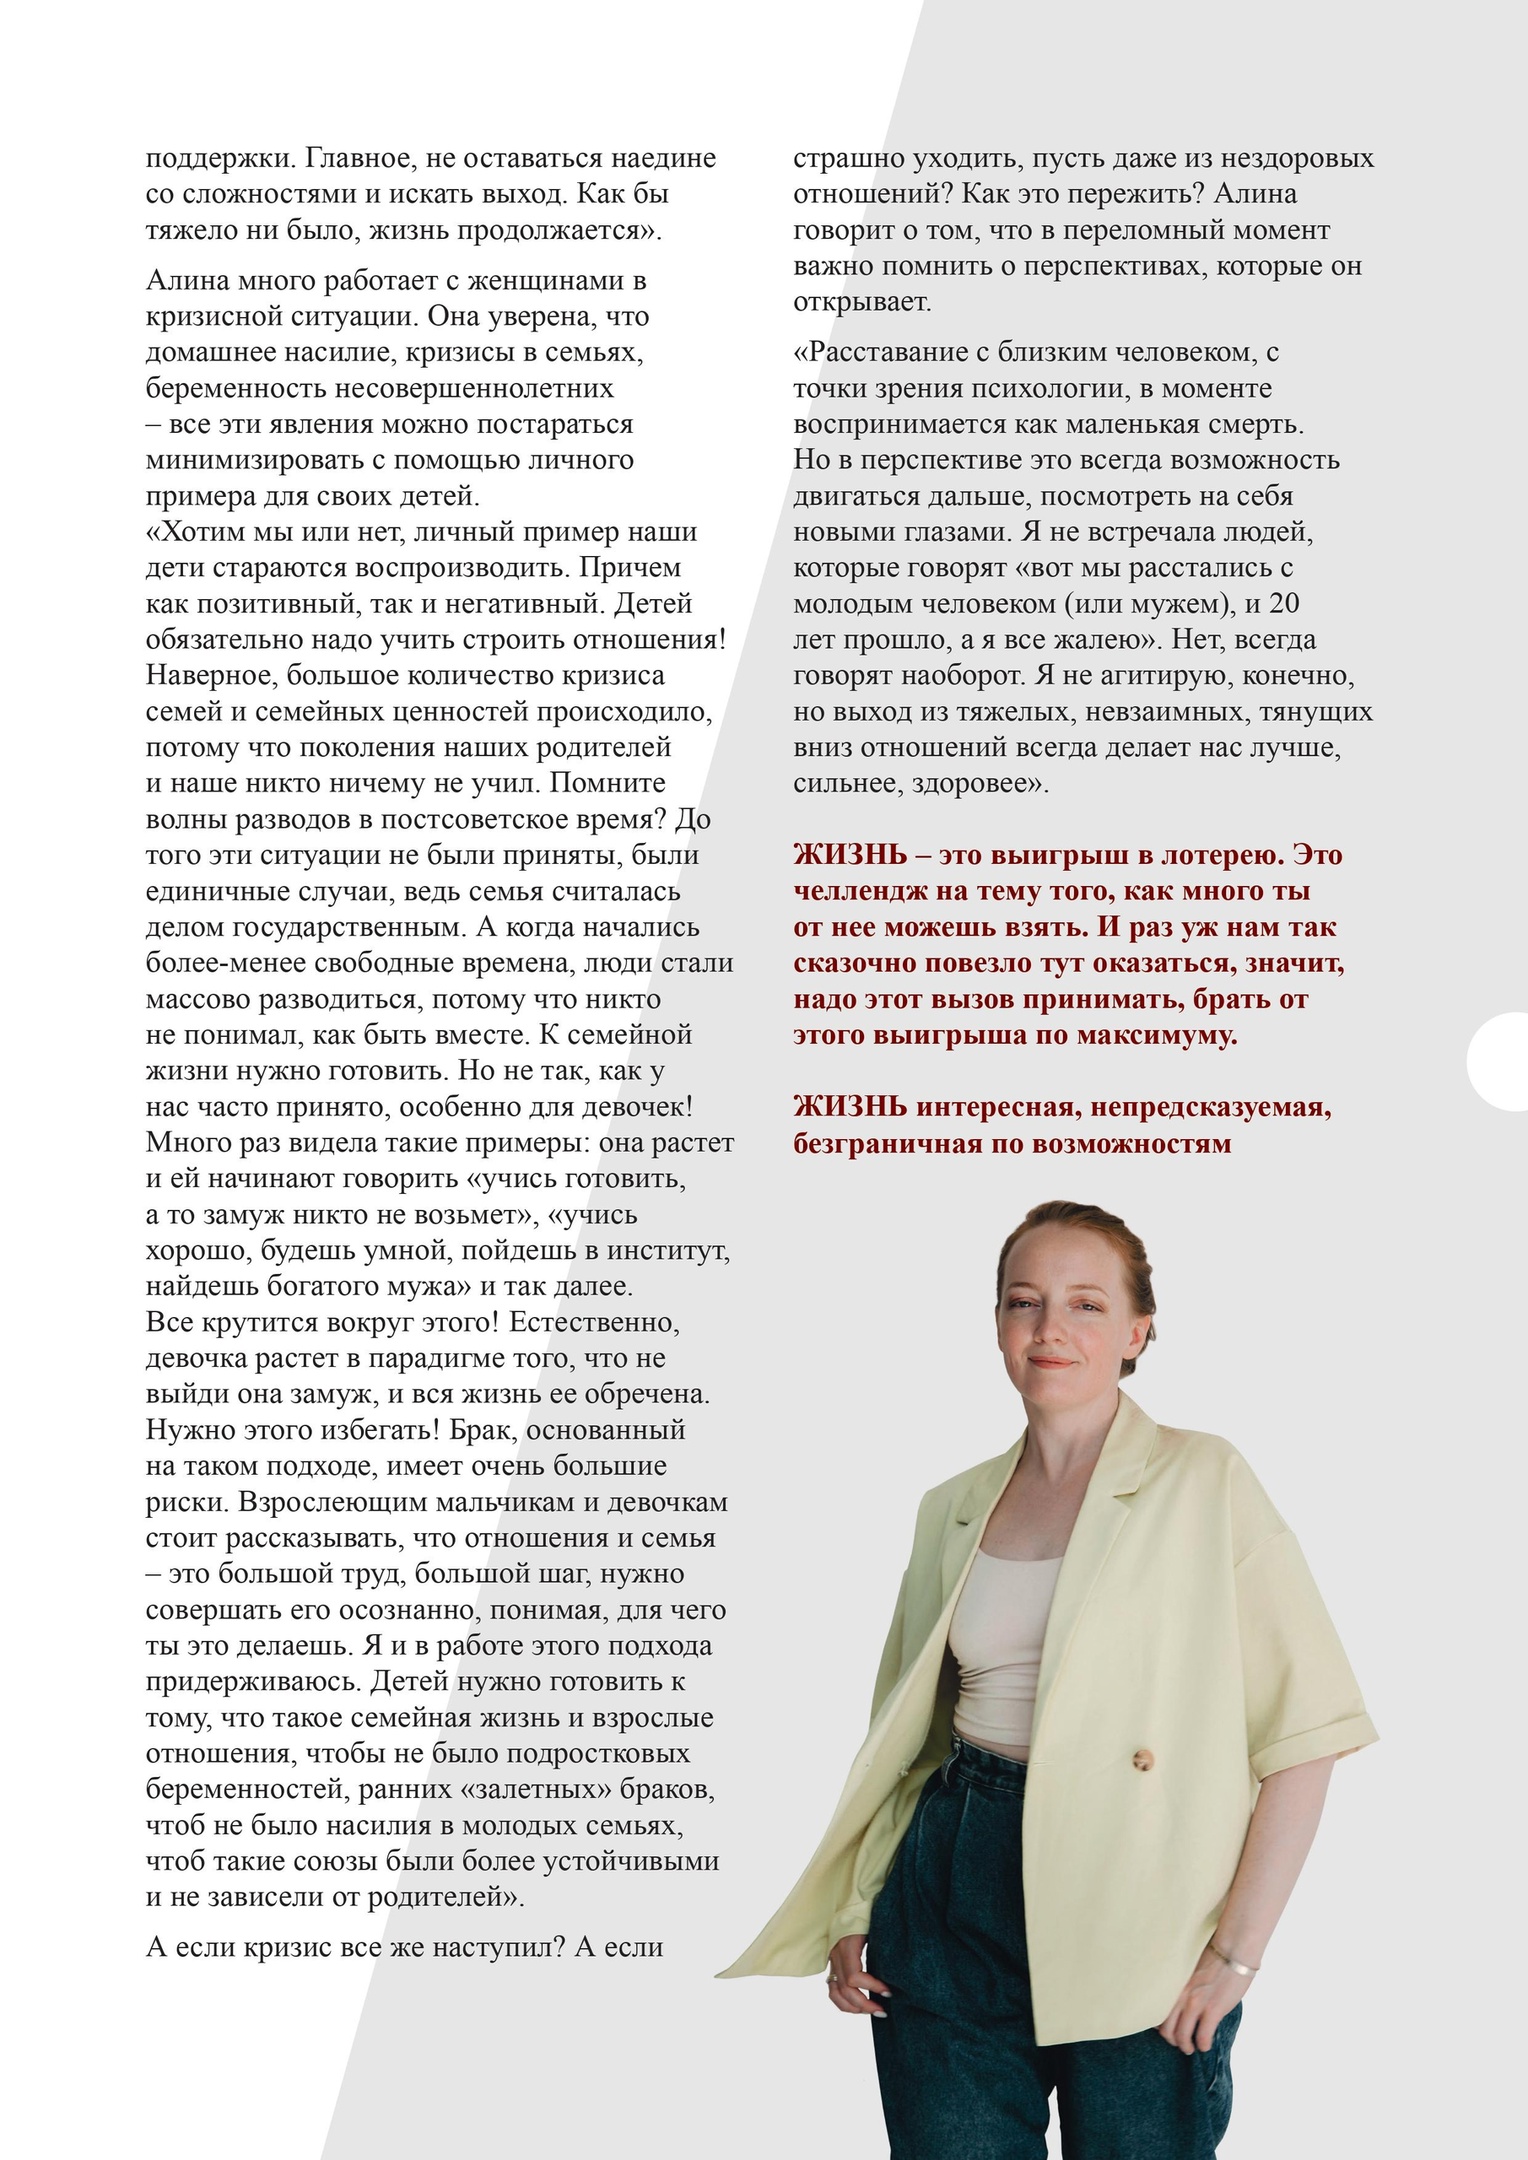 поддержки. Главное, не оставаться наедине
со сложностями и искать выход. Как бы
тяжело ни было, жизнь продолжается».
Алина много работает с женщинами в
кризисной ситуации. Она уверена, что
домашнее насилие, кризисы в семьях,
беременность несовершеннолетних
– все эти явления можно постараться
минимизировать с помощью личного
примера для своих детей.
«Хотим мы или нет, личный пример наши
дети стараются воспроизводить. Причем
как позитивный, так и негативный. Детей
обязательно надо учить строить отношения!
Наверное, большое количество кризиса
семей и семейных ценностей происходило,
потому что поколения наших родителей
и наше никто ничему не учил. Помните
волны разводов в постсоветское время? До
того эти ситуации не были приняты, были
единичные случаи, ведь семья считалась
делом государственным. А когда начались
более-менее свободные времена, люди стали
массово разводиться, потому что никто
не понимал, как быть вместе. К семейной
жизни нужно готовить. Но не так, как у
нас часто принято, особенно для девочек!
Много раз видела такие примеры: она растет
и ей начинают говорить «учись готовить,
а то замуж никто не возьмет», «учись
хорошо, будешь умной, пойдешь в институт,
найдешь богатого мужа» и так далее.
Все крутится вокруг этого! Естественно,
девочка растет в парадигме того, что не
выйди она замуж, и вся жизнь ее обречена.
Нужно этого избегать! Брак, основанный
на таком подходе, имеет очень большие
риски. Взрослеющим мальчикам и девочкам
стоит рассказывать, что отношения и семья
– это большой труд, большой шаг, нужно
совершать его осознанно, понимая, для чего
ты это делаешь. Я и в работе этого подхода
придерживаюсь. Детей нужно готовить к
тому, что такое семейная жизнь и взрослые
отношения, чтобы не было подростковых
беременностей, ранних «залетных» браков,
чтоб не было насилия в молодых семьях,
чтоб такие союзы были более устойчивыми
и не зависели от родителей».
А если кризис все же наступил? А если
страшно уходить, пусть даже из нездоровых
отношений? Как это пережить? Алина
говорит о том, что в переломный момент
важно помнить о перспективах, которые он
открывает.
«Расставание с близким человеком, с
точки зрения психологии, в моменте
воспринимается как маленькая смерть.
Но в перспективе это всегда возможность
двигаться дальше, посмотреть на себя
новыми глазами. Я не встречала людей,
которые говорят «вот мы расстались с
молодым человеком (или мужем), и 20
лет прошло, а я все жалею». Нет, всегда
говорят наоборот. Я не агитирую, конечно,
но выход из тяжелых, невзаимных, тянущих
вниз отношений всегда делает нас лучше,
сильнее, здоровее».
ЖИЗНЬ – это выигрыш в лотерею. Это
челлендж на тему того, как много ты
от нее можешь взять. И раз уж нам так
сказочно повезло тут оказаться, значит,
надо этот вызов принимать, брать от
этого выигрыша по максимуму.
ЖИЗНЬ интересная, непредсказуемая,
безграничная по возможностям